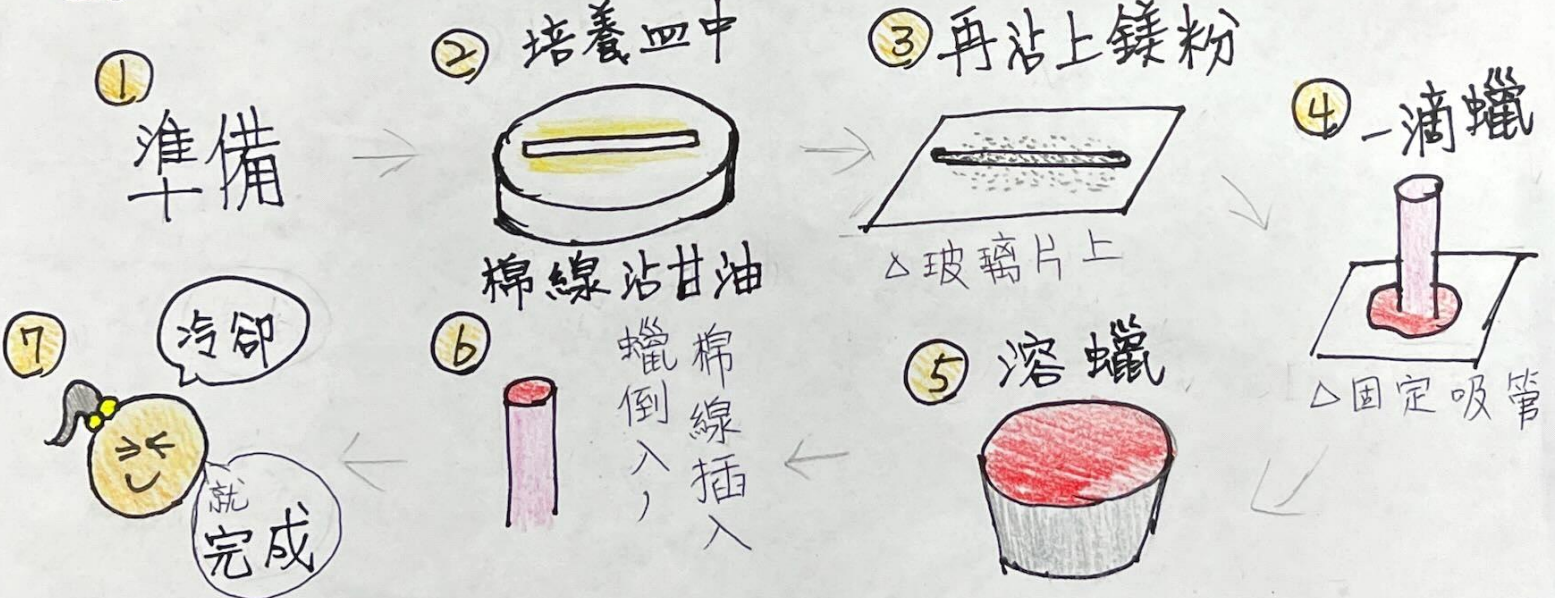 ①
準備
② 培養皿中
棉線沾甘油
③ 再沾上鎂粉
△玻璃片上
④ 一滴蠟
△固定吸管
⑤ 溶蠟
⑥
棉線插入
蠟倒入,
⑦
冷卻
就
完成